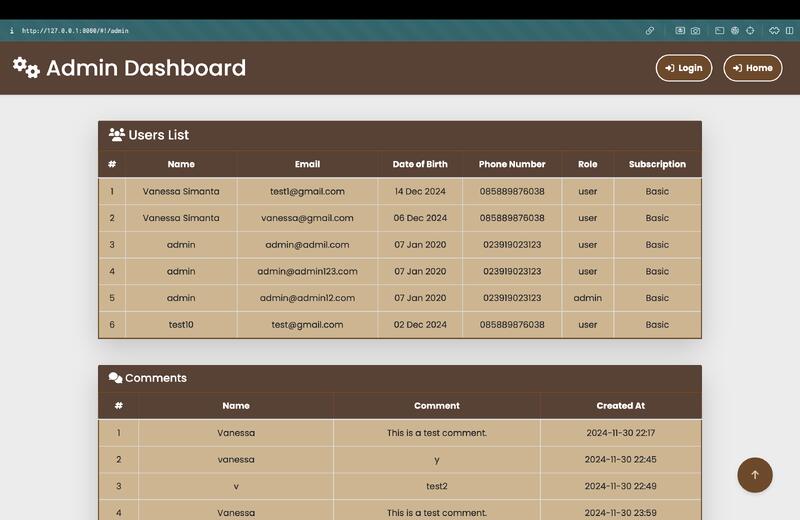 http://127.0.0.1:8000/#!/admin
Admin Dashboard
Login
Home
Users List
# Name Email Date of Birth Phone Number Role Subscription
1 Vanessa Simanta test1@gmail.com 14 Dec 2024 085889876038 user Basic
2 Vanessa Simanta vanessa@gmail.com 06 Dec 2024 085889876038 user Basic
3 admin admin@admil.com 07 Jan 2020 023919023123 user Basic
4 admin admin@admin123.com 07 Jan 2020 023919023123 user Basic
5 admin admin@admin12.com 07 Jan 2020 023919023123 admin Basic
6 test10 test@gmail.com 02 Dec 2024 085889876038 user Basic
Comments
# Name Comment Created At
1 Vanessa This is a test comment. 2024-11-30 22:17
2 vanessa y 2024-11-30 22:45
3 v test2 2024-11-30 22:49
4 Vanessa This is a test comment. 2024-11-30 23:59